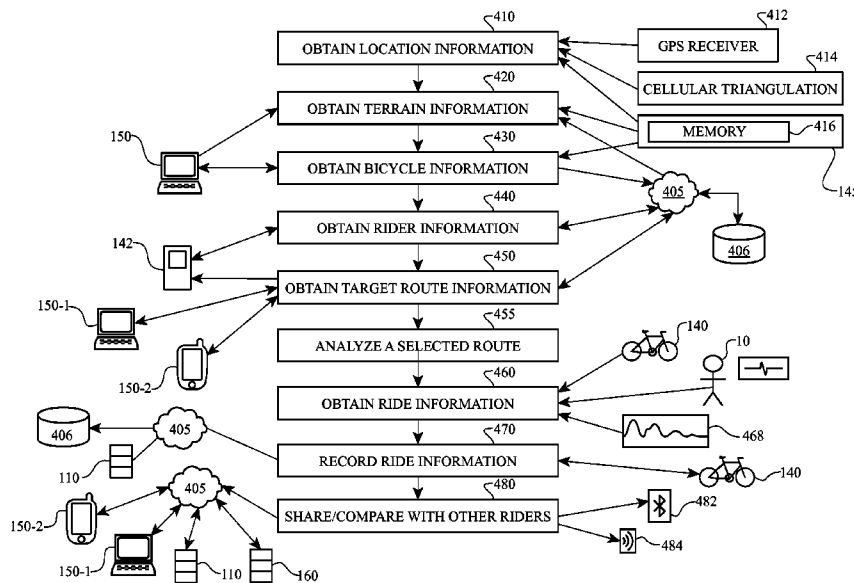 410
OBTAIN LOCATION INFORMATION
412
GPS RECEIVER
414
CELLULAR TRIANGULATION
420
OBTAIN TERRAIN INFORMATION
MEMORY
416
150
430
OBTAIN BICYCLE INFORMATION
405
145
440
OBTAIN RIDER INFORMATION
406
142
450
OBTAIN TARGET ROUTE INFORMATION
150-1
455
ANALYZE A SELECTED ROUTE
140
10
150-2
460
OBTAIN RIDE INFORMATION
468
406
405
470
RECORD RIDE INFORMATION
110
140
480
SHARE/COMPARE WITH OTHER RIDERS
405
482
150-2
484
150-1
110
160